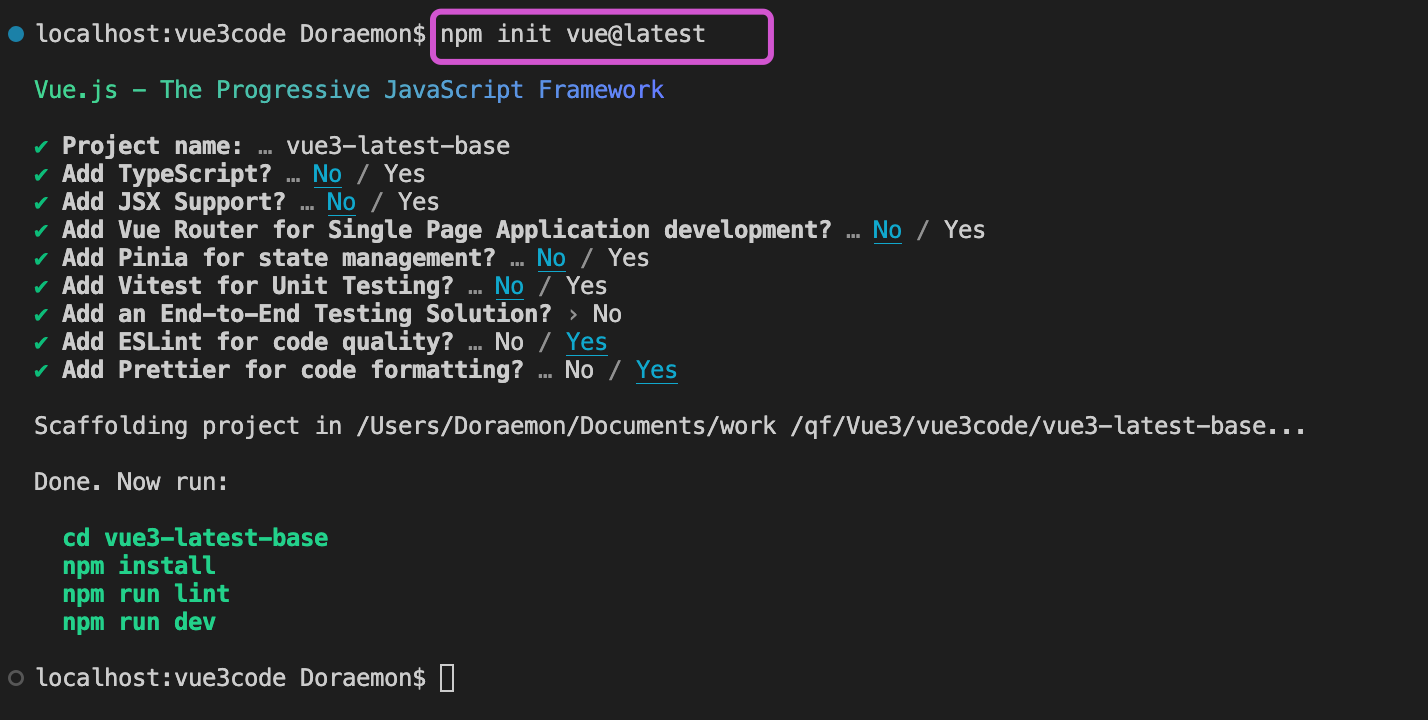 localhost:vue3code Doraemon$ npm init vue@latest
Vue.js - The Progressive JavaScript Framework
✔ Project name: … vue3-latest-base
✔ Add TypeScript? … No / Yes
✔ Add JSX Support? … No / Yes
✔ Add Vue Router for Single Page Application development? … No / Yes
✔ Add Pinia for state management? … No / Yes
✔ Add Vitest for Unit Testing? … No / Yes
✔ Add an End-to-End Testing Solution? › No
✔ Add ESLint for code quality? … No / Yes
✔ Add Prettier for code formatting? … No / Yes
Scaffolding project in /Users/Doraemon/Documents/work /qf/Vue3/vue3code/vue3-latest-base...
Done. Now run:
cd vue3-latest-base
npm install
npm run lint
npm run dev
localhost:vue3code Doraemon$